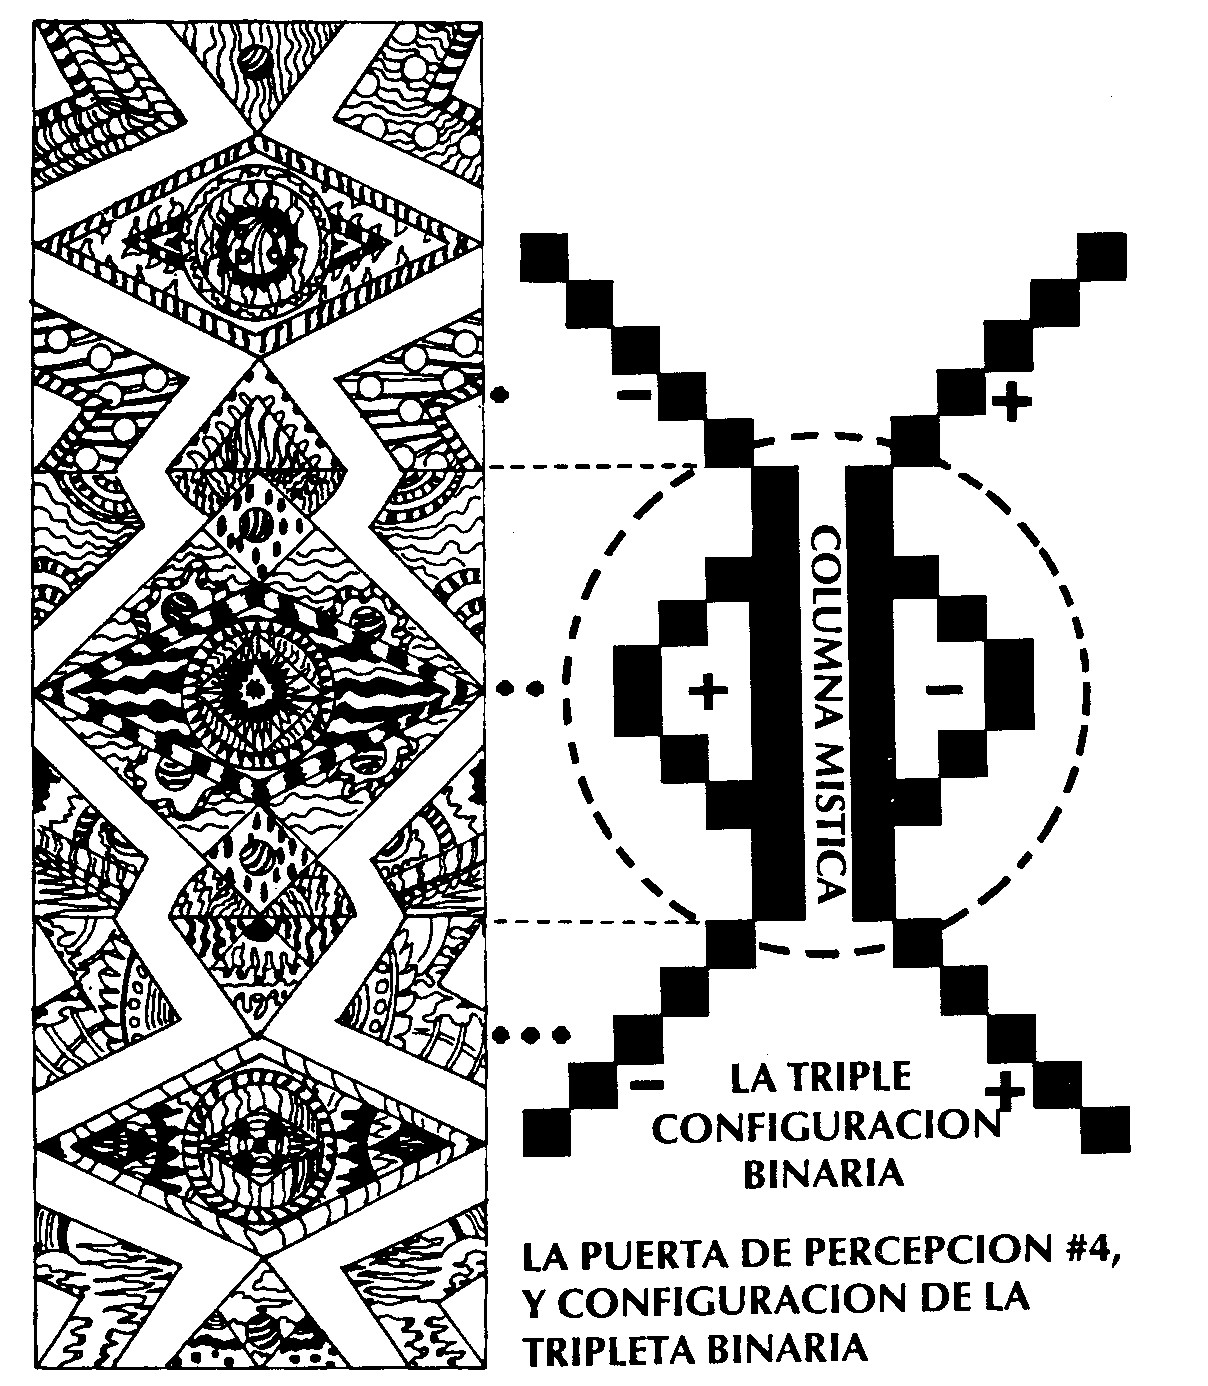 COLUMNA MISTICA
LA TRIPLE
CONFIGURACION
BINARIA
LA PUERTA DE PERCEPCION #4,
Y CONFIGURACION DE LA
TRIPLETA BINARIA